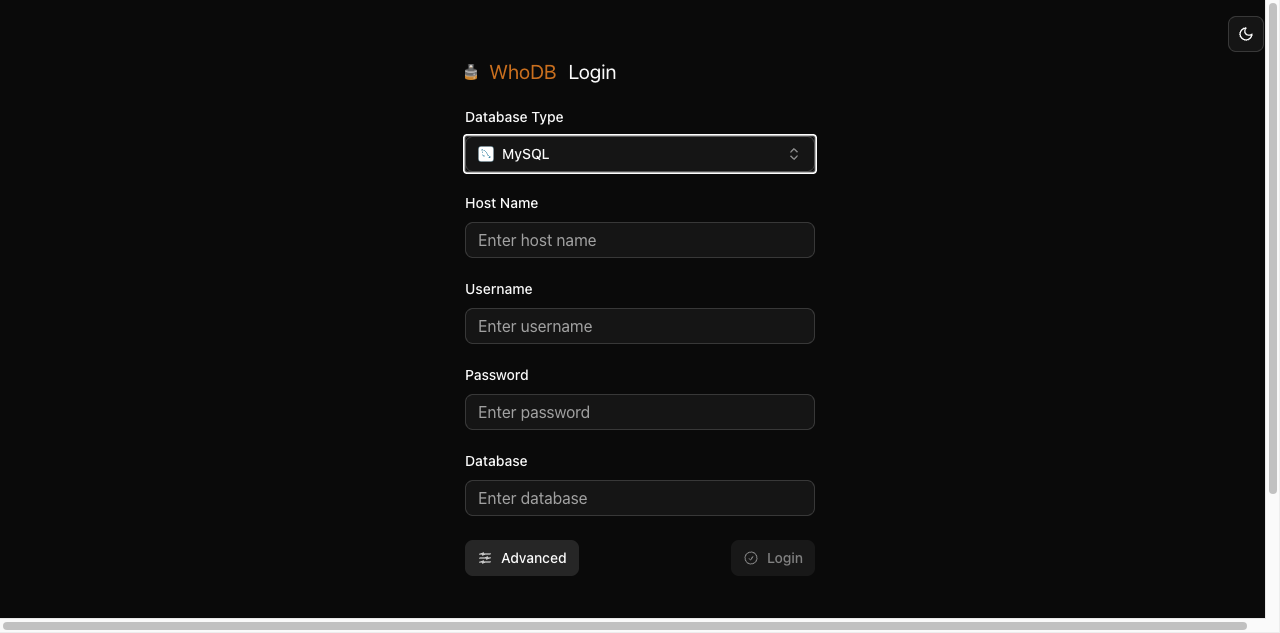 WhoDB Login
Database Type
MySQL
Host Name
Enter host name
Username
Enter username
Password
Enter password
Database
Enter database
Advanced Login